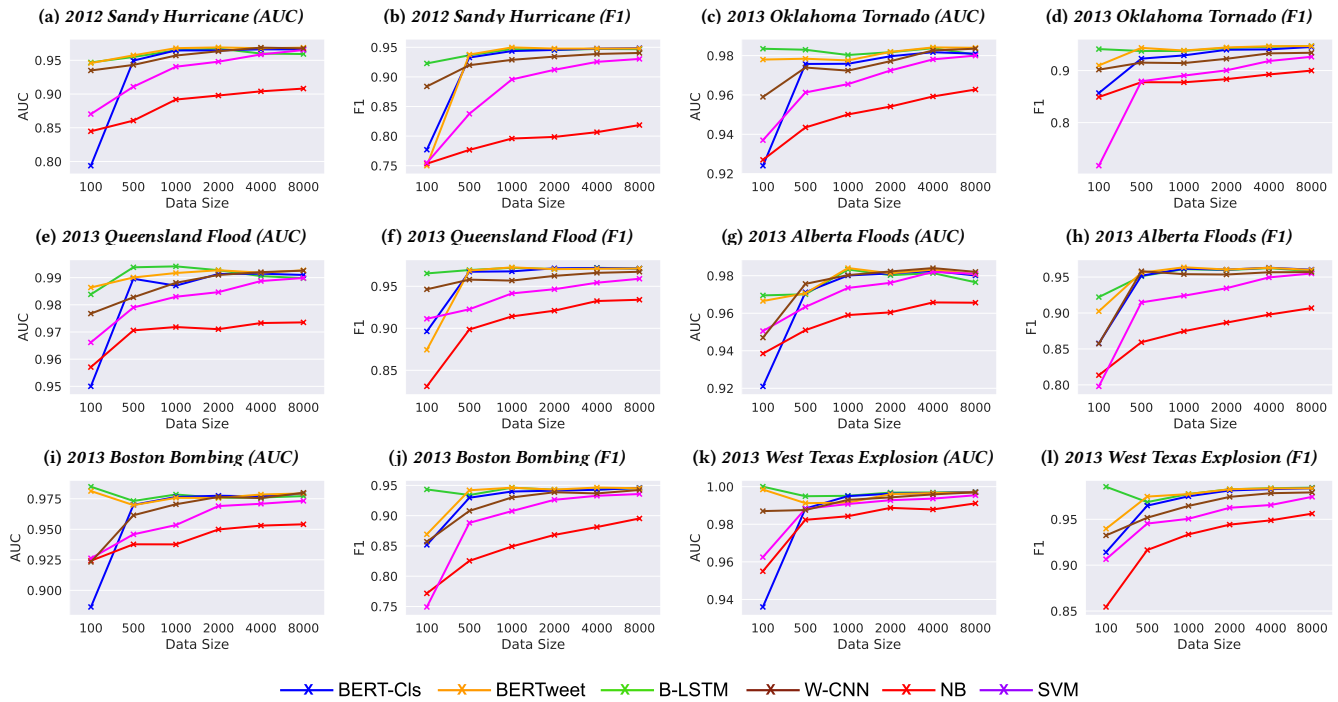 (a) 2012 Sandy Hurricane (AUC)
(b) 2012 Sandy Hurricane (F1)
(c) 2013 Oklahoma Tornado (AUC)
(d) 2013 Oklahoma Tornado (F1)
AUC
0.95
0.90
0.85
0.80
100 500 1000 2000 4000 8000
Data Size
F1
0.95
0.90
0.85
0.80
0.75
100 500 1000 2000 4000 8000
Data Size
AUC
0.98
0.96
0.94
0.92
100 500 1000 2000 4000 8000
Data Size
F1
0.9
0.8
100 500 1000 2000 4000 8000
Data Size
(e) 2013 Queensland Flood (AUC)
(f) 2013 Queensland Flood (F1)
(g) 2013 Alberta Floods (AUC)
(h) 2013 Alberta Floods (F1)
AUC
0.99
0.98
0.97
0.96
0.95
100 500 1000 2000 4000 8000
Data Size
F1
0.95
0.90
0.85
100 500 1000 2000 4000 8000
Data Size
AUC
0.98
0.96
0.94
0.92
100 500 1000 2000 4000 8000
Data Size
F1
0.95
0.90
0.85
0.80
100 500 1000 2000 4000 8000
Data Size
(i) 2013 Boston Bombing (AUC)
(j) 2013 Boston Bombing (F1)
(k) 2013 West Texas Explosion (AUC)
(l) 2013 West Texas Explosion (F1)
AUC
0.975
0.950
0.925
0.900
100 500 1000 2000 4000 8000
Data Size
F1
0.95
0.90
0.85
0.80
0.75
100 500 1000 2000 4000 8000
Data Size
AUC
1.00
0.98
0.96
0.94
100 500 1000 2000 4000 8000
Data Size
F1
0.95
0.90
0.85
100 500 1000 2000 4000 8000
Data Size
BERT-Cls BERTweet B-LSTM W-CNN NB SVM